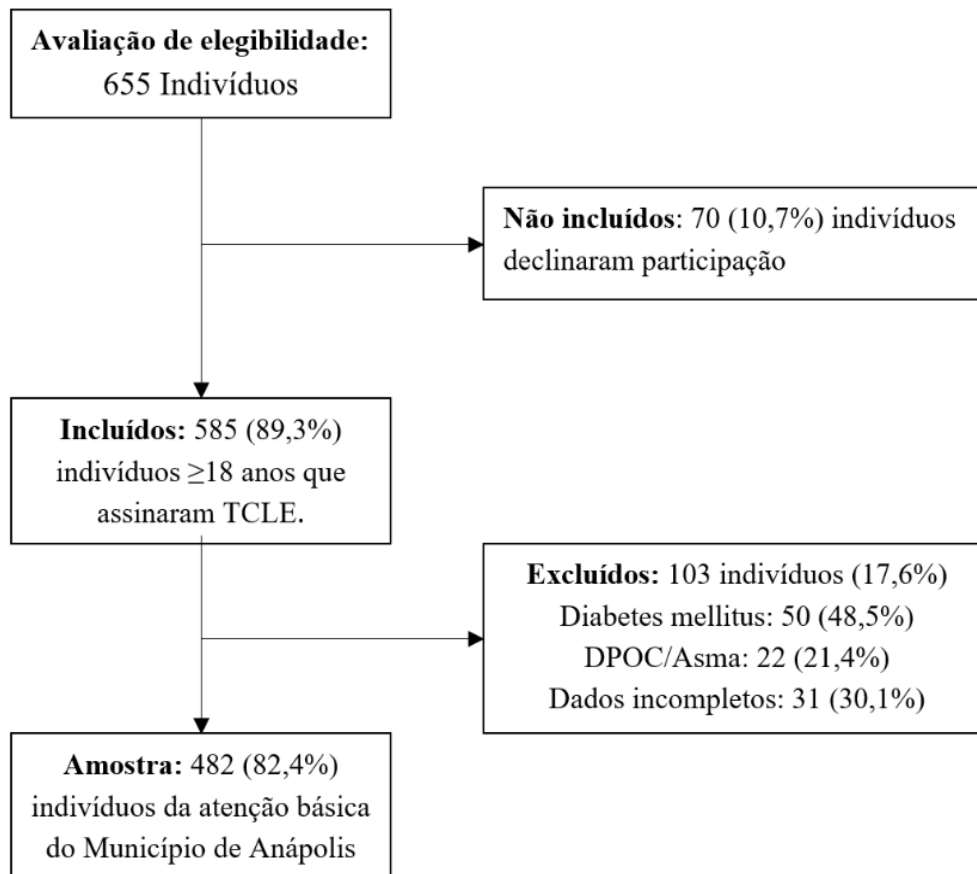 Avaliação de elegibilidade:
655 Indivíduos
Não incluídos: 70 (10,7%) indivíduos
declinaram participação
Incluídos: 585 (89,3%)
indivíduos ≥18 anos que
assinaram TCLE.
Excluídos: 103 indivíduos (17,6%)
Diabetes mellitus: 50 (48,5%)
DPOC/Asma: 22 (21,4%)
Dados incompletos: 31 (30,1%)
Amostra: 482 (82,4%)
indivíduos da atenção básica
do Município de Anápolis